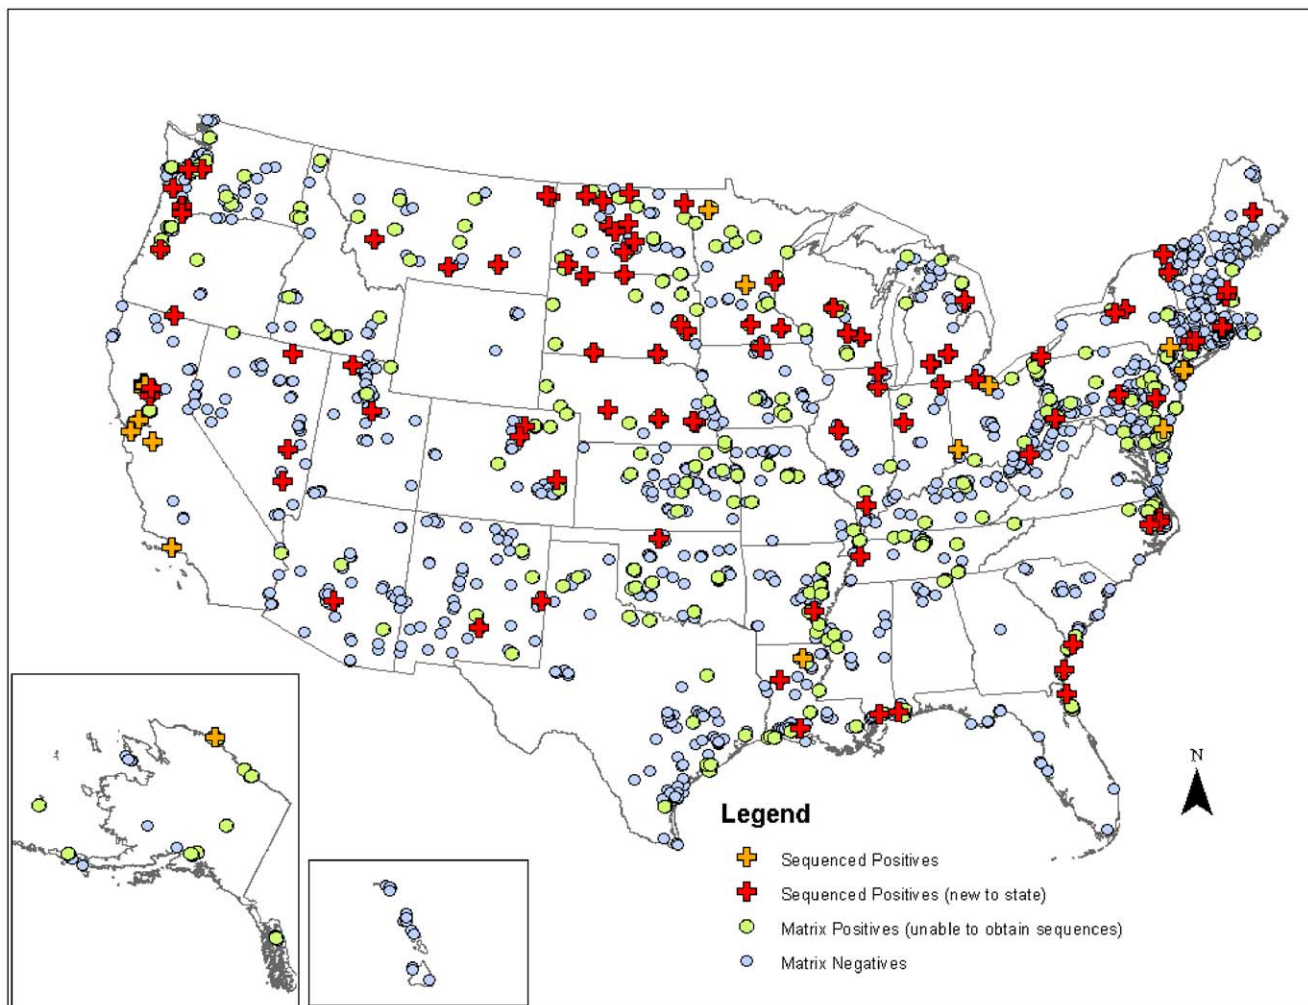 N
Legend
Sequenced Positives
Sequenced Positives (new to state)
Matrix Positives (unable to obtain sequences)
Matrix Negatives